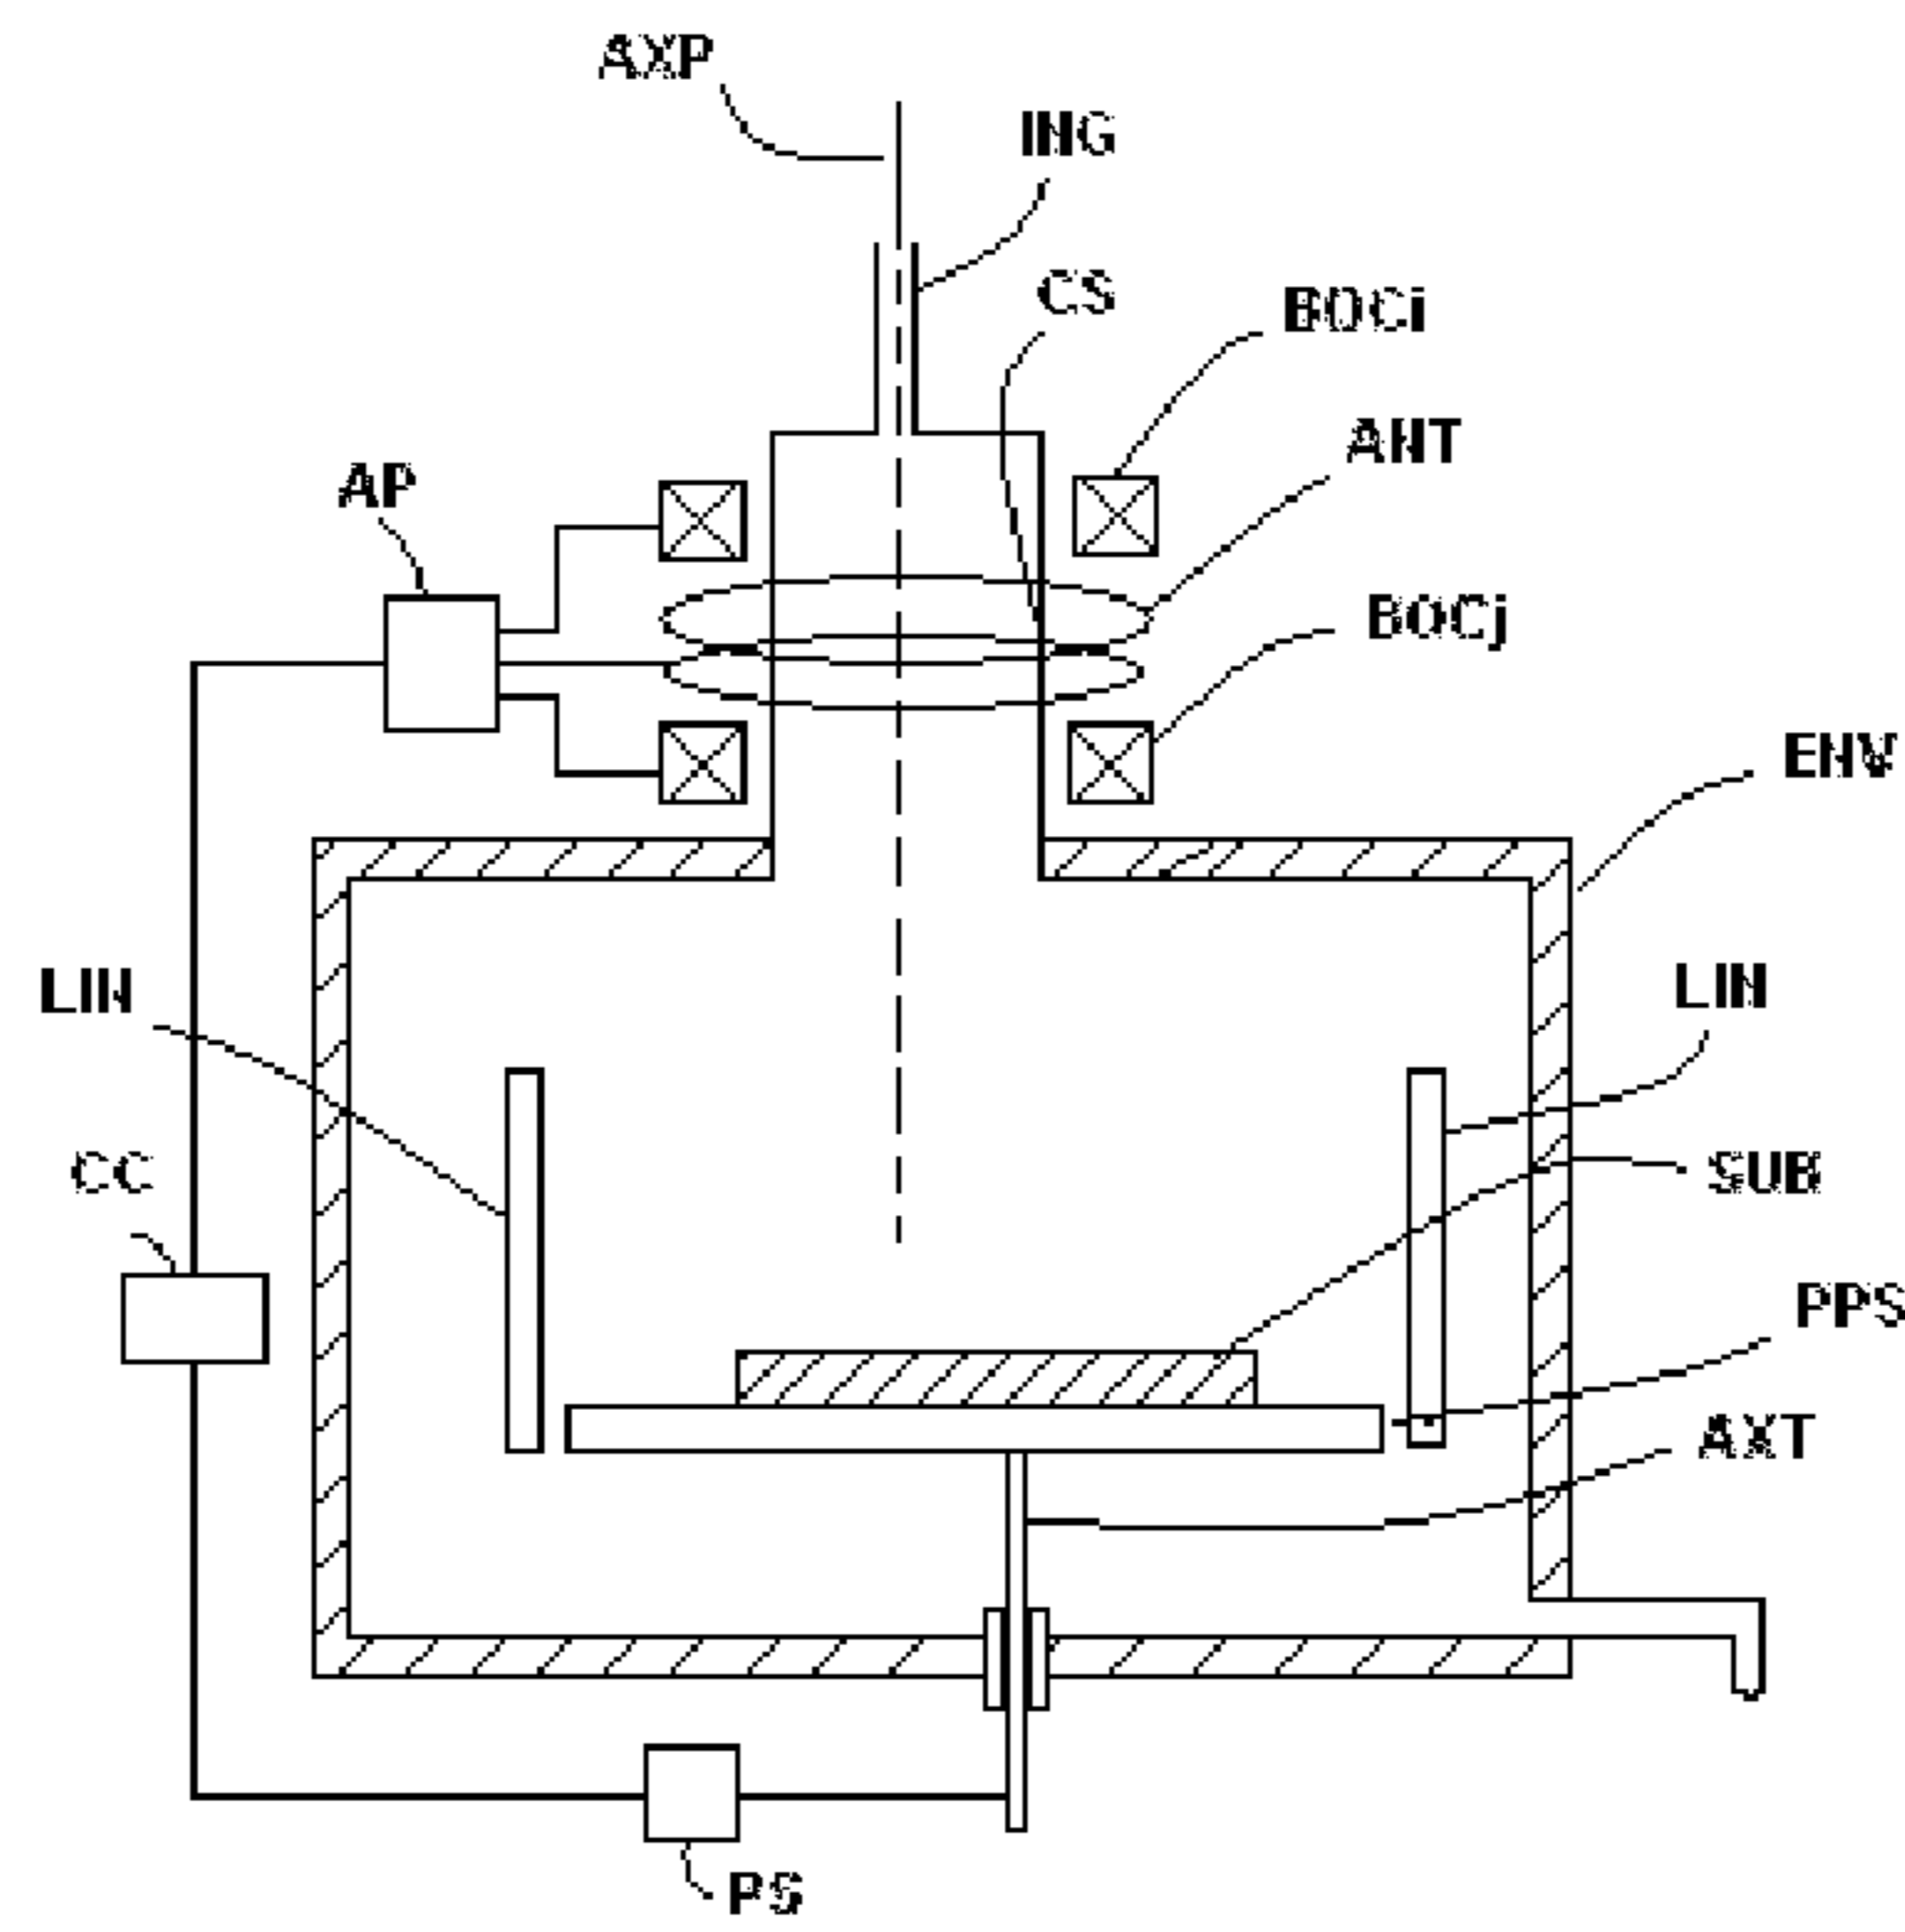 AXP
ING
CS
BOCi
ANT
AP
BOCj
ENV
LIN
LIN
CC
SUB
PPS
AXT
PS